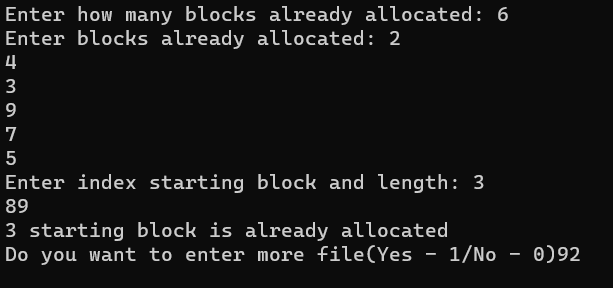 Enter how many blocks already allocated: 6
Enter blocks already allocated: 2
4
3
9
7
5
Enter index starting block and length: 3
89
3 starting block is already allocated
Do you want to enter more file(Yes - 1/No - 0)92